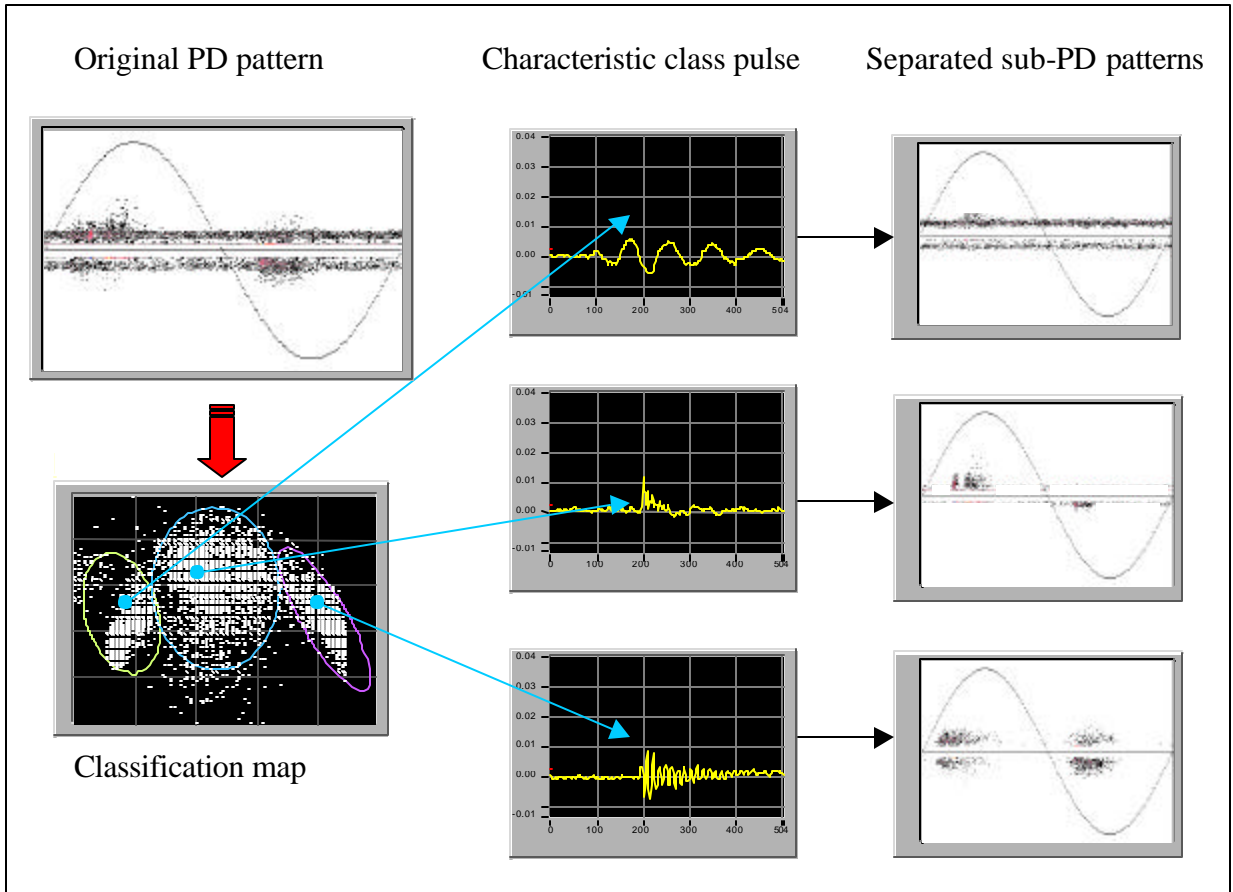 Original PD pattern
Characteristic class pulse
Separated sub-PD patterns
0.04
0.03
0.02
0.01
0.00
-0.01
0 100 200 300 400 504
0.04
0.03
0.02
0.01
0.00
-0.01
0 100 200 300 400 504
Classification map
0.04
0.03
0.02
0.01
0.00
-0.01
0 100 200 300 400 504